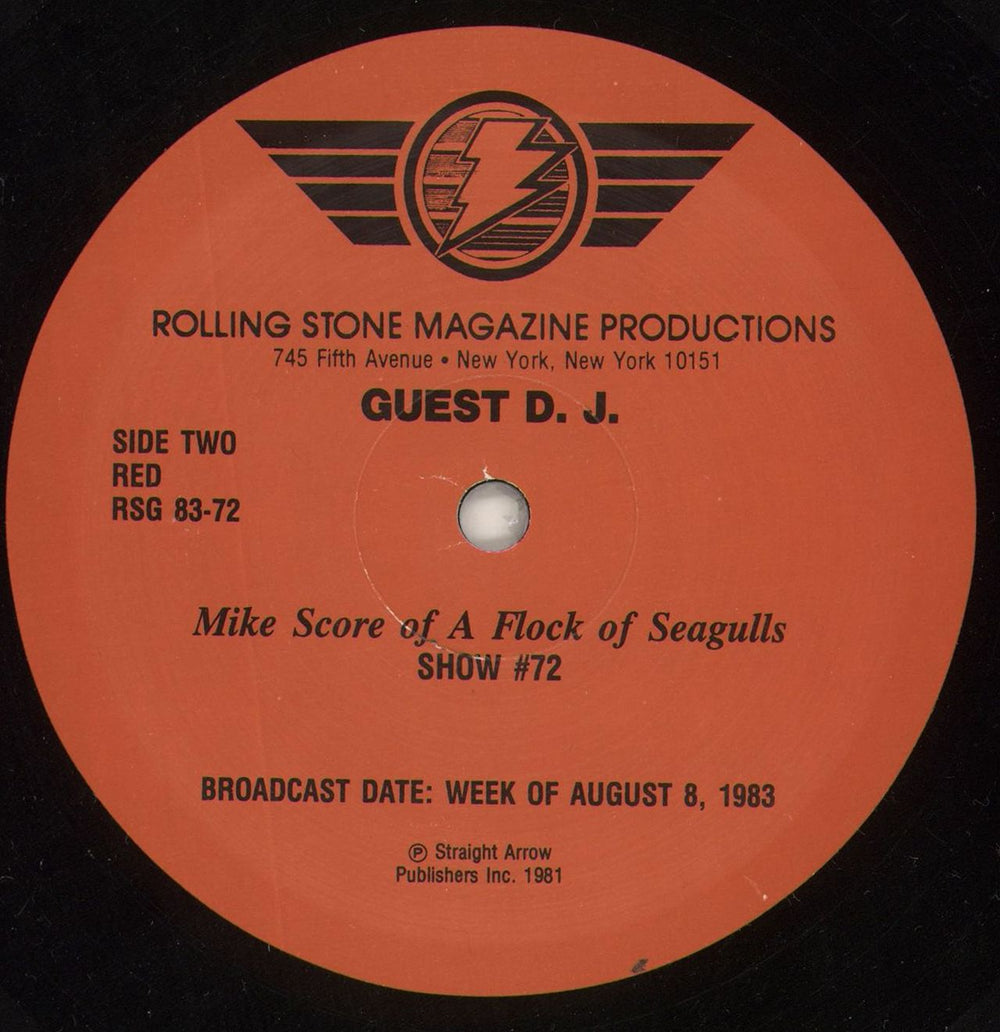 ROLLING STONE MAGAZINE PRODUCTIONS
745 Fifth Avenue • New York, New York 10151
GUEST D. J.
SIDE TWO
RED
RSG 83-72
Mike Score of A Flock of Seagulls
SHOW #72
BROADCAST DATE: WEEK OF AUGUST 8, 1983
Ⓟ Straight Arrow
Publishers Inc. 1981